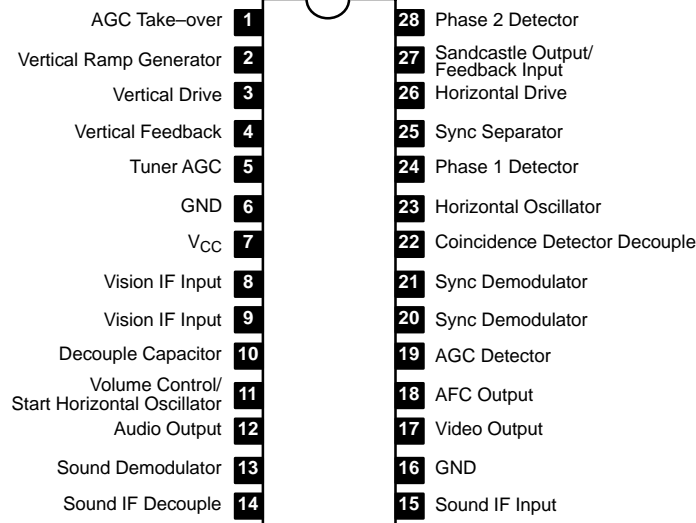 AGC Take–over 1
Vertical Ramp Generator 2
Vertical Drive 3
Vertical Feedback 4
Tuner AGC 5
GND 6
VCC 7
Vision IF Input 8
Vision IF Input 9
Decouple Capacitor 10
Volume Control/
Start Horizontal Oscillator 11
Audio Output 12
Sound Demodulator 13
Sound IF Decouple 14
28 Phase 2 Detector
27 Sandcastle Output/
Feedback Input
26 Horizontal Drive
25 Sync Separator
24 Phase 1 Detector
23 Horizontal Oscillator
22 Coincidence Detector Decouple
21 Sync Demodulator
20 Sync Demodulator
19 AGC Detector
18 AFC Output
17 Video Output
16 GND
15 Sound IF Input